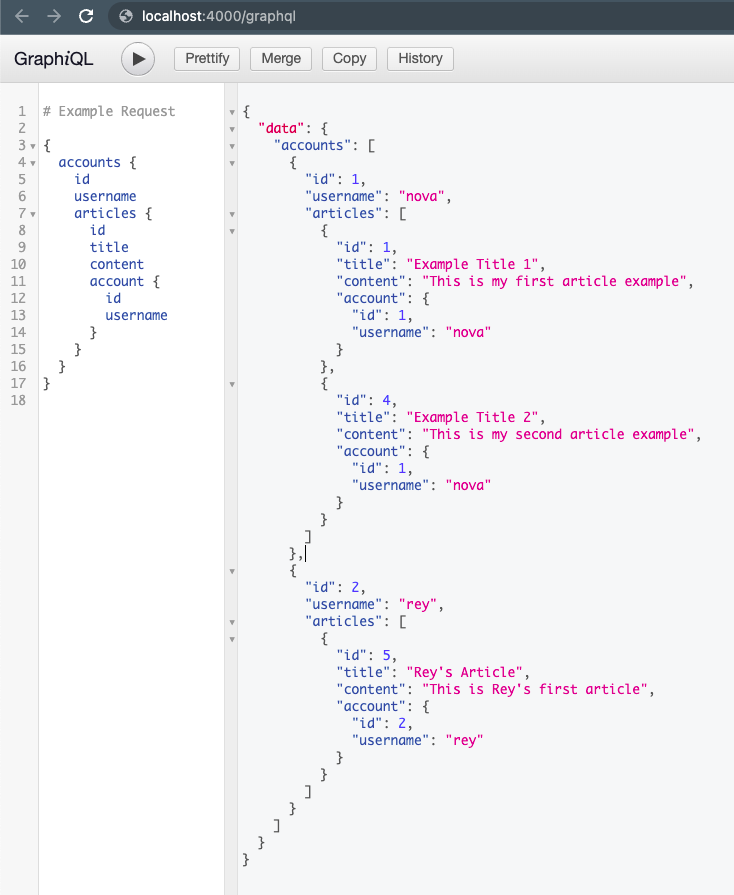 localhost:4000/graphql
GraphiQL
Prettify
Merge
Copy
History
1 # Example Request
2
3 {
4   accounts {
5     id
6     username
7     articles {
8       id
9       title
10       content
11       account {
12         id
13         username
14       }
15     }
16   }
17 }
18
{
  "data": {
    "accounts": [
      {
        "id": 1,
        "username": "nova",
        "articles": [
          {
            "id": 1,
            "title": "Example Title 1",
            "content": "This is my first article example",
            "account": {
              "id": 1,
              "username": "nova"
            }
          },
          {
            "id": 4,
            "title": "Example Title 2",
            "content": "This is my second article example",
            "account": {
              "id": 1,
              "username": "nova"
            }
          }
        ]
      },
      {
        "id": 2,
        "username": "rey",
        "articles": [
          {
            "id": 5,
            "title": "Rey's Article",
            "content": "This is Rey's first article",
            "account": {
              "id": 2,
              "username": "rey"
            }
          }
        ]
      }
    ]
  }
}